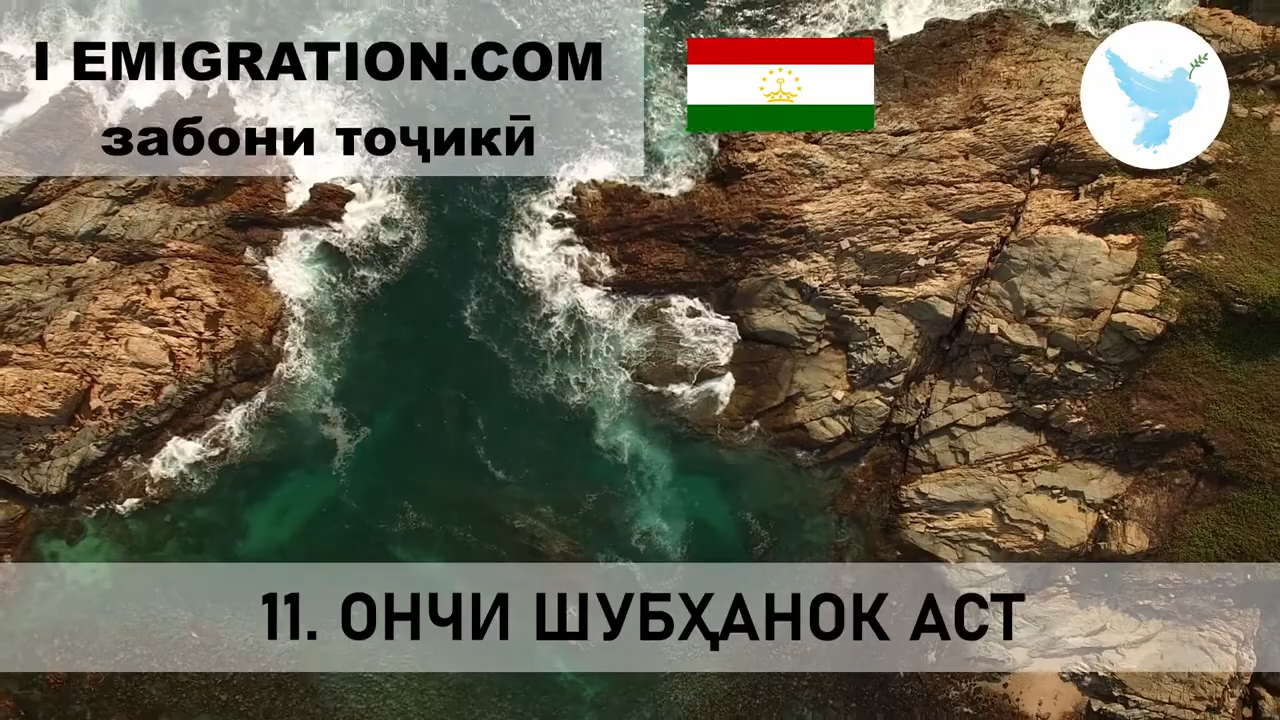 I EMIGRATION.COM
забони тоҷикӣ
11. ОНЧИ ШУБҲАНОК АСТ